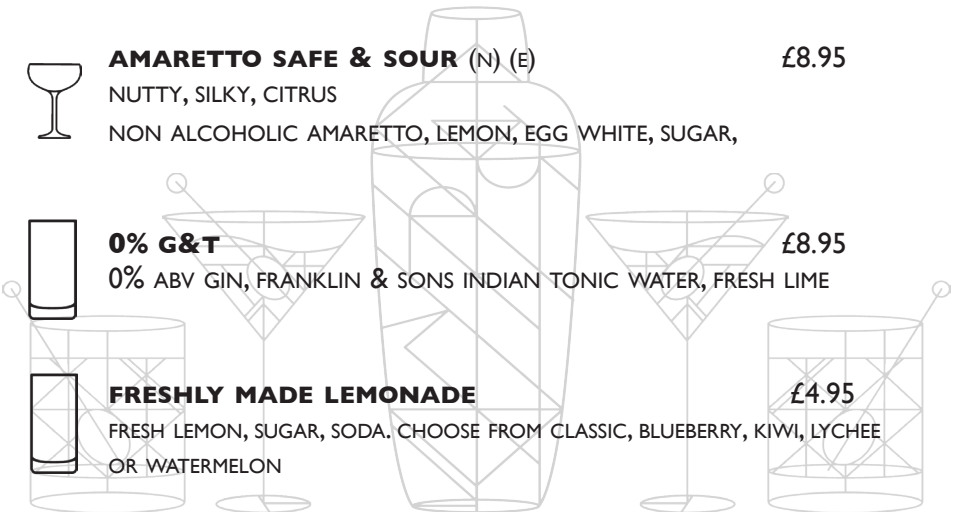 AMARETTO SAFE & SOUR (N) (E) £8.95
NUTTY, SILKY, CITRUS
NON ALCOHOLIC AMARETTO, LEMON, EGG WHITE, SUGAR,
0% G&T £8.95
0% ABV GIN, FRANKLIN & SONS INDIAN TONIC WATER, FRESH LIME
FRESHLY MADE LEMONADE £4.95
FRESH LEMON, SUGAR, SODA. CHOOSE FROM CLASSIC, BLUEBERRY, KIWI, LYCHEE
OR WATERMELON